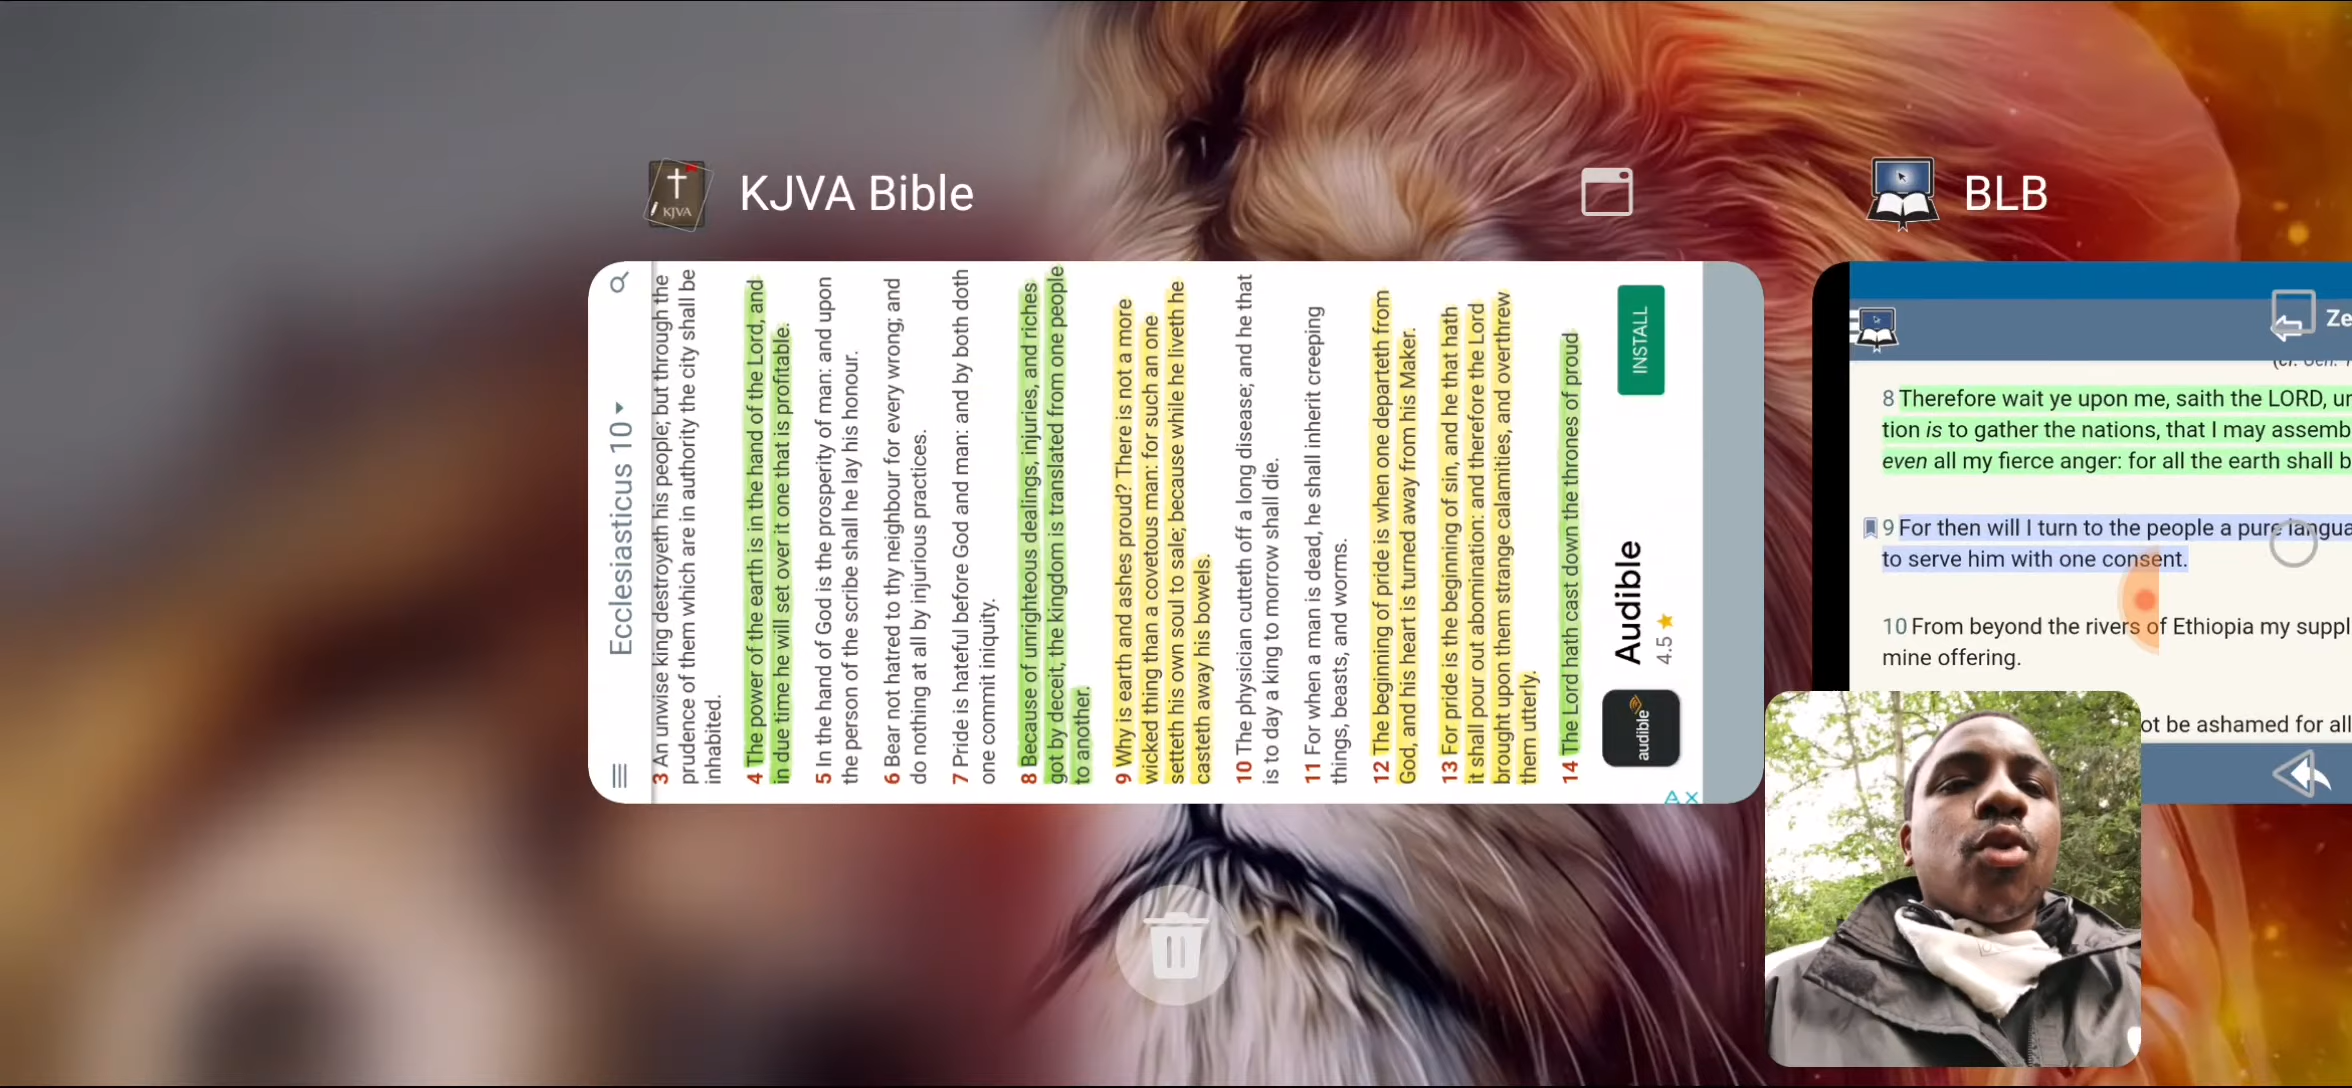 KJVA Bible
KJVA
Ecclesiasticus 10
3 An unwise king destroyeth his people; but through the
prudence of them which are in authority the city shall be
inhabited.
4 The power of the earth is in the hand of the Lord, and
in due time he will set over it one that is profitable.
5 In the hand of God is the prosperity of man: and upon
the person of the scribe shall he lay his honour.
6 Bear not hatred to thy neighbour for every wrong; and
do nothing at all by injurious practices.
7 Pride is hateful before God and man: and by both doth
one commit iniquity.
8 Because of unrighteous dealings, injuries, and riches
got by deceit, the kingdom is translated from one people
to another.
9 Why is earth and ashes proud? There is not a more
wicked thing than a covetous man: for such an one
setteth his own soul to sale; because while he liveth he
casteth away his bowels.
10 The physician cutteth off a long disease; and he that
is to day a king to morrow shall die.
11 For when a man is dead, he shall inherit creeping
things, beasts, and worms.
12 The beginning of pride is when one departeth from
God, and his heart is turned away from his Maker.
13 For pride is the beginning of sin, and he that hath
it shall pour out abomination: and therefore the Lord
brought upon them strange calamities, and overthrew
them utterly.
14 The Lord hath cast down the thrones of proud
audible
Audible
4.5
INSTALL
BLB
Ze
8 Therefore wait ye upon me, saith the LORD, un
tion is to gather the nations, that I may assemb
even all my fierce anger: for all the earth shall b
9 For then will I turn to the people a pure langua
to serve him with one consent.
10 From beyond the rivers of Ethiopia my suppl
mine offering.
ot be ashamed for all